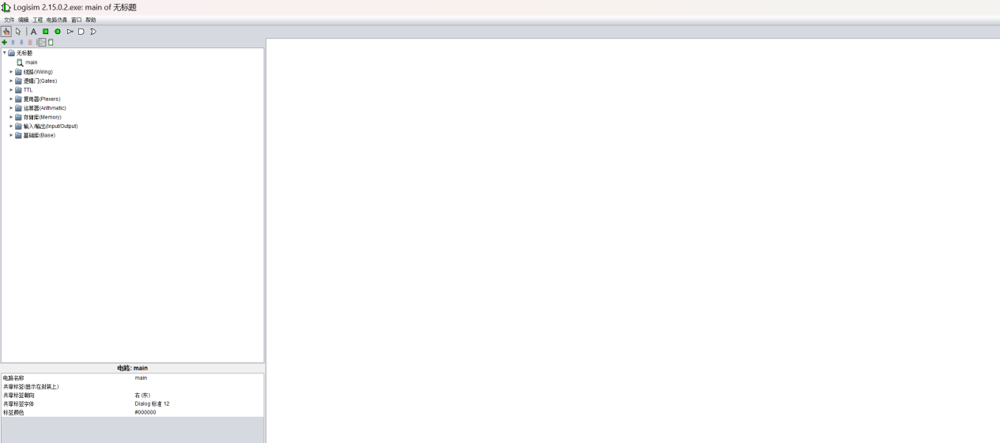 Logisim 2.15.0.2.exe: main of 无标题
文件 编辑 工程 电路仿真 窗口 帮助
A
无标题
main
线路(Wiring)
逻辑门(Gates)
TTL
复用器(Plexers)
运算器(Arithmetic)
存储库(Memory)
输入/输出(Input/Output)
基础库(Base)
电路: main
电路名称 main
共享标签(显示在封装上)
共享标签朝向 右 (东)
共享标签字体 Dialog 标准 12
标签颜色 #000000